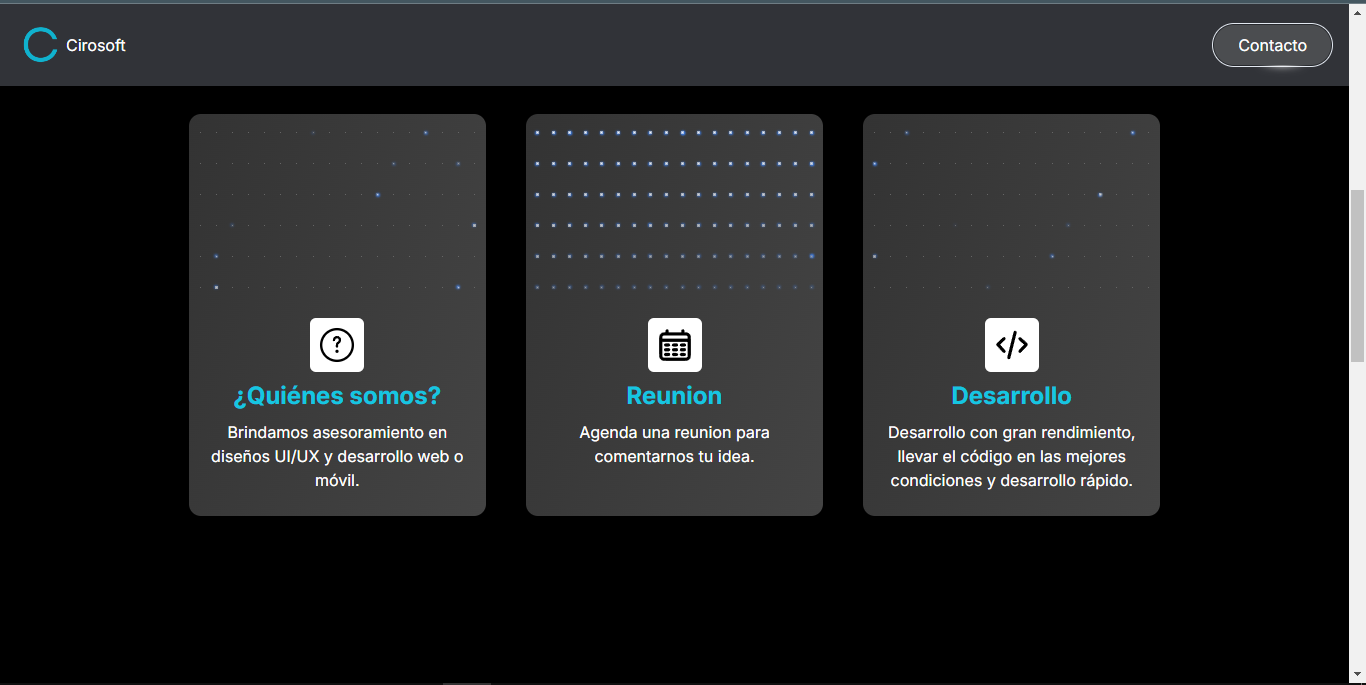 Cirosoft
Contacto
¿Quiénes somos?
Brindamos asesoramiento en
diseños UI/UX y desarrollo web o
móvil.
Reunion
Agenda una reunion para
comentarnos tu idea.
Desarrollo
Desarrollo con gran rendimiento,
llevar el código en las mejores
condiciones y desarrollo rápido.